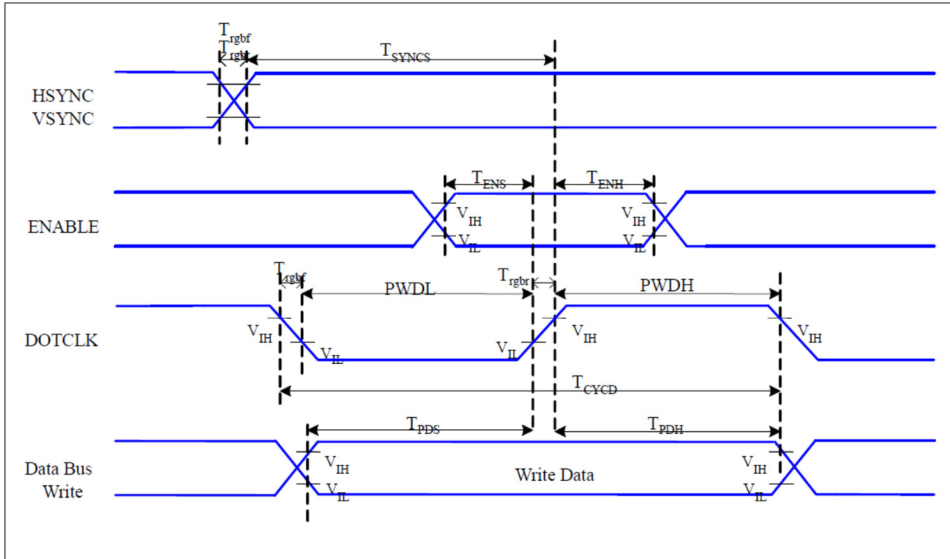 Trgbf
Trgbr
TSYNCS
HSYNC
VSYNC
TENS
TENH
VIH
VIH
ENABLE
VIL
VIL
Trgbf
PWDL
Trgbr
PWDH
DOTCLK
VIH
VIH
VIH
VIL
VIL
TCYCD
TPDS
TPDH
Data Bus
Write
VIH
Write Data
VIH
VIL
VIL